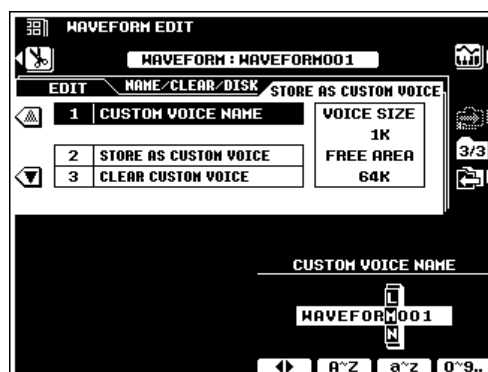 WAVEFORM EDIT
WAVEFORM : WAVEFORM001
EDIT NAME/CLEAR/DISK STORE AS CUSTOM VOICE
1 CUSTOM VOICE NAME
2 STORE AS CUSTOM VOICE
3 CLEAR CUSTOM VOICE
VOICE SIZE
1K
FREE AREA
64K
3/3
CUSTOM VOICE NAME
L
WAVEFORM001
N
A~Z a~z 0~9..